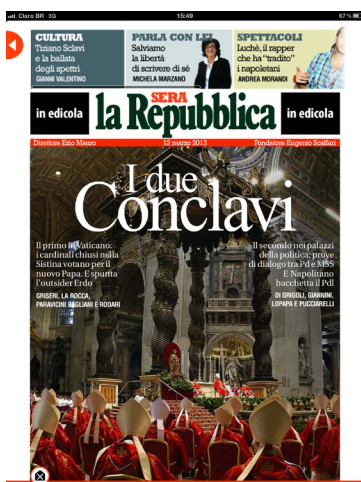 Claro BR 3G 15:49 67%
CULTURA
Tiziano Sclavi
e la ballata
degli spettri
GIANNI VALENTINO
PARLA CON LEI
Salviamo
la libertà
di scrivere di sé
MICHELA MARZANO
SPETTACOLI
Luchè, il rapper
che ha "tradito"
i napoletani
ANDREA MORANDI
in edicola
SERA
la Repubblica
in edicola
Direttore Ezio Mauro 12 marzo 2013 Fondatore Eugenio Scalfari
I due
Conclavi
Il primo in Vaticano:
i cardinali chiusi nella
Sistina votano per il
nuovo Papa. E spunta
l'outsider Erdo
GRISERI, LA ROCCA,
PARAVICINI BAGLIANI E RODARI
Il secondo nei palazzi
della politica: prove
di dialogo tra Pd e M5S
E Napolitano
bacchetta il Pdl
DI GRIGOLI, GIANNINI,
LOPAPA E PUCCIARELLI